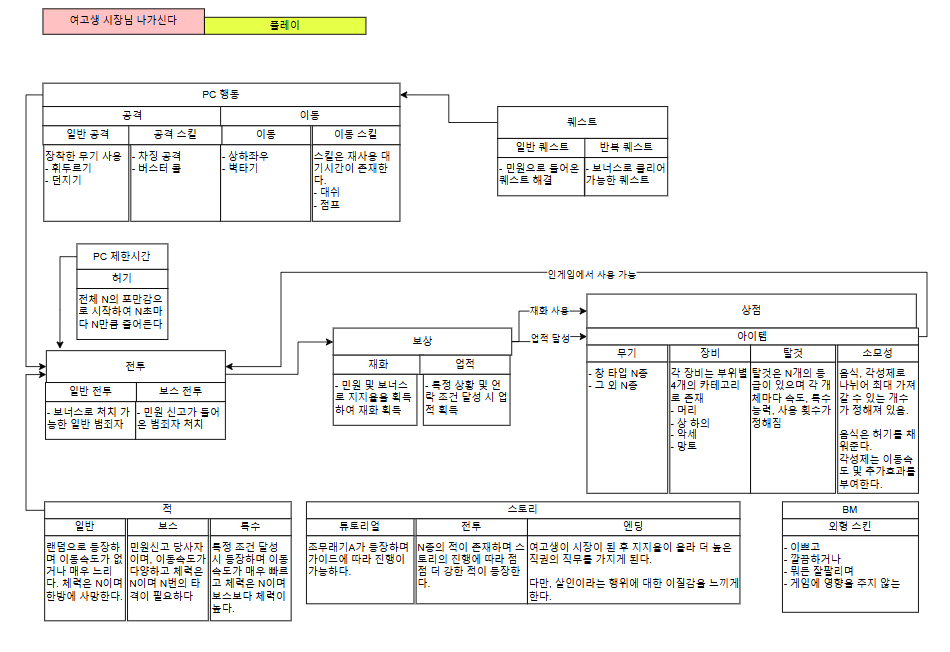 여고생 시장님 나가신다
플레이
PC 행동
공격
이동
일반 공격
공격 스킬
이동
이동 스킬
장착한 무기 사용
- 휘두르기
- 던지기
- 차징 공격
- 버스터 콜
- 상하좌우
- 벽타기
스킬은 재사용 대
기시간이 존재한
다.
- 대쉬
- 점프
퀘스트
일반 퀘스트
반복 퀘스트
- 민원으로 들어온
퀘스트 해결
- 보너스로 클리어
가능한 퀘스트
PC 제한시간
허기
전체 N의 포만감으
로 시작하여 N초마
다 N만큼 줄어든다
인게임에서 사용 가능
전투
일반 전투
보스 전투
- 보너스로 처치 가
능한 일반 범죄자
- 민원 신고가 들어
온 범죄자 처치
보상
재화
업적
- 민원 및 보너스
로 지지율을 획득
하여 재화 획득
- 특정 상황 및 언
락 조건 달성 시 업
적 획득
재화 사용
업적 달성
상점
아이템
무기
장비
탈것
소모성
- 창 타입 N종
- 그 외 N종
각 장비는 부위별
4개의 카테고리
로 존재
- 머리
- 상 하의
- 악세
- 망토
탈것은 N개의 등
급이 있으며 각 개
체마다 속도, 특수
능력, 사용 횟수가
정해짐
음식, 각성제로
나뉘어 최대 가져
갈 수 있는 개수
가 정해져 있음.
음식은 허기를 채
워준다.
각성제는 이동속
도 및 추가효과를
부여한다.
적
일반
보스
특수
랜덤으로 등장하
며 이동속도가 없
거나 매우 느리
다. 체력은 N이며
한방에 사망한다.
민원신고 당사자
이며, 이동속도가
다양하고 체력은
N이며 N번의 타
격이 필요하다
특정 조건 달성
시 등장하며 이동
속도가 매우 빠르
고 체력은 N이며
보스보다 체력이
높다.
스토리
튜토리얼
전투
엔딩
조무래기A가 등장하며
가이드에 따라 진행이
가능하다.
N종의 적이 존재하며 스
토리의 진행에 따라 점
점 더 강한 적이 등장한
다.
여고생이 시장이 된 후 지지율이 올라 더 높은
직권의 직무를 가지게 된다.
다만, 살인이라는 행위에 대한 이질감을 느끼게
한다.
BM
외형 스킨
- 이쁘고
- 깔끔하거나
- 뭐든 잘팔리며
- 게임에 영향을 주지 않는